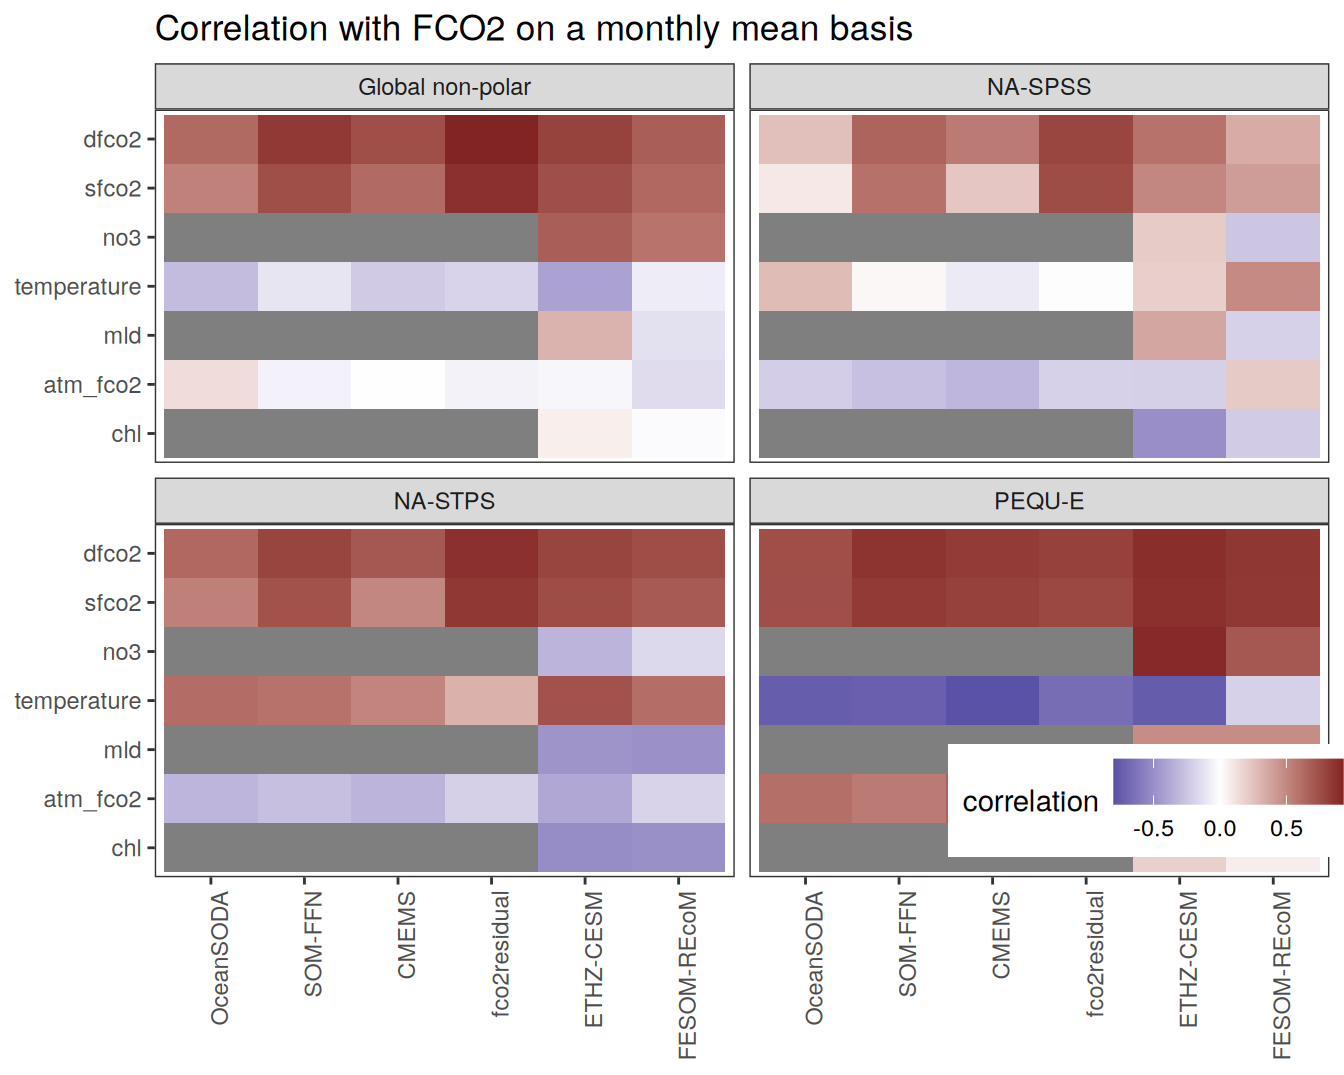 Correlation with FCO2 on a monthly mean basis
Global non-polar
NA-SPSS
dfco2
sfco2
no3
temperature
mld
atm_fco2
chl
NA-STPS
PEQU-E
dfco2
sfco2
no3
temperature
mld
atm_fco2
chl
correlation
-0.5 0.0 0.5
OceanSODA
SOM-FFN
CMEMS
fco2residual
ETHZ-CESM
FESOM-REcoM
OceanSODA
SOM-FFN
CMEMS
fco2residual
ETHZ-CESM
FESOM-REcoM